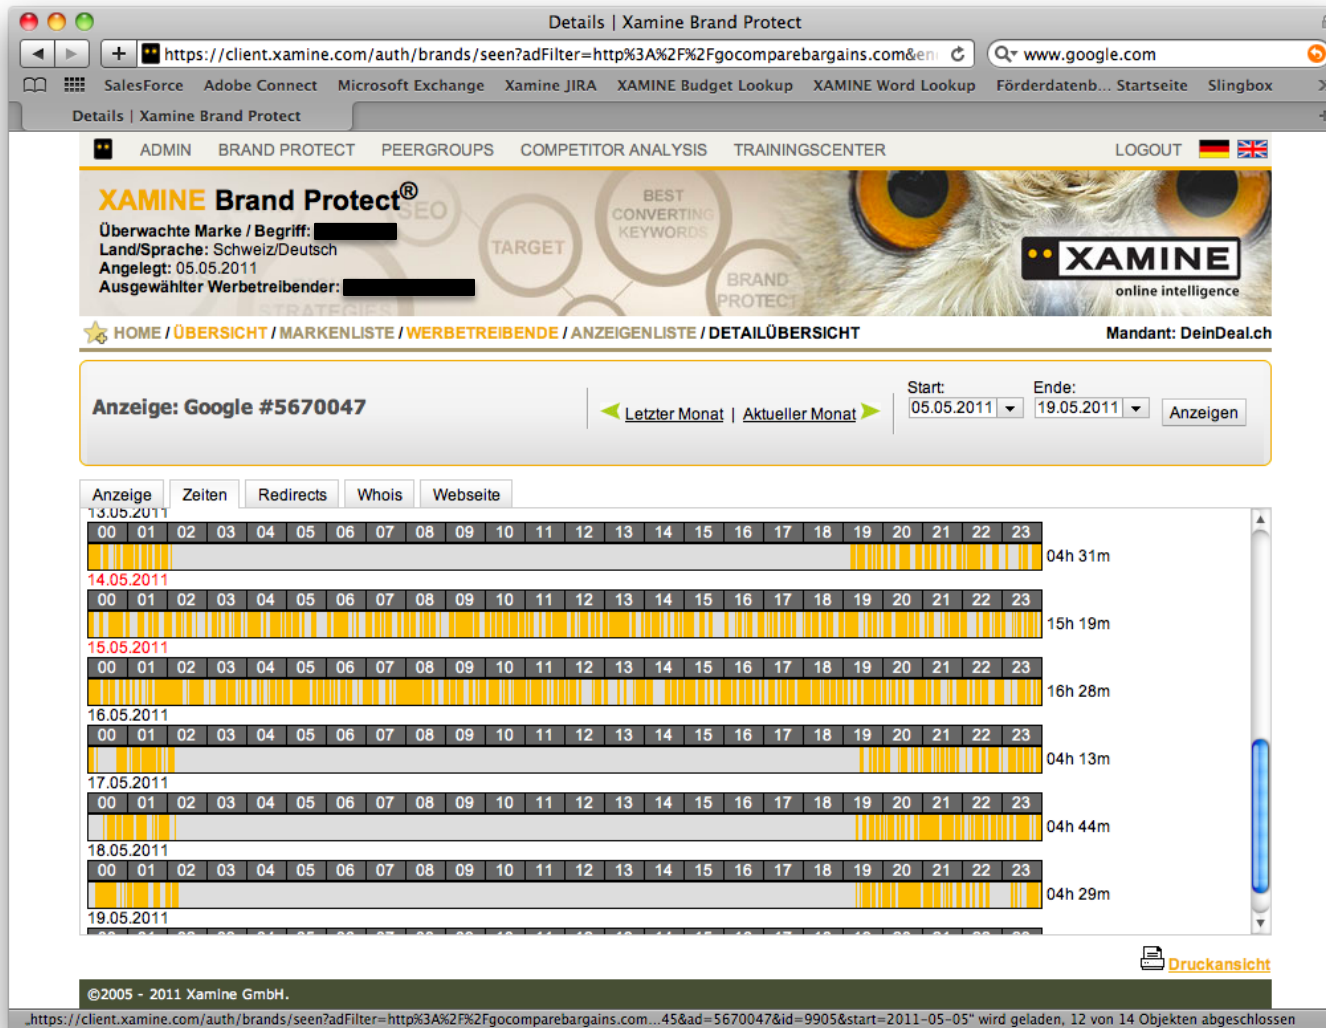 Details | Xamine Brand Protect
https://client.xamine.com/auth/brands/seen?adFilter=http%3A%2F%2Fgocomparebargains.com&en
www.google.com
SalesForce Adobe Connect Microsoft Exchange Xamine JIRA XAMINE Budget Lookup XAMINE Word Lookup Förderdatenb... Startseite Slingbox
Details | Xamine Brand Protect
ADMIN BRAND PROTECT PEERGROUPS COMPETITOR ANALYSIS TRAININGSCENTER LOGOUT
XAMINE Brand Protect®
Überwachte Marke / Begriff:
Land/Sprache: Schweiz/Deutsch
Angelegt: 05.05.2011
Ausgewählter Werbetreibender:
SEO
TARGET
BEST
CONVERTING
KEYWORDS
BRAND
PROTECT
STRATEGIES
XAMINE
online intelligence
HOME / ÜBERSICHT / MARKENLISTE / WERBETREIBENDE / ANZEIGENLISTE / DETAILÜBERSICHT Mandant: DeinDeal.ch
Anzeige: Google #5670047
Letzter Monat | Aktueller Monat
Start: Ende:
05.05.2011 19.05.2011 Anzeigen
Anzeige Zeiten Redirects Whois Webseite
13.05.2011
00 01 02 03 04 05 06 07 08 09 10 11 12 13 14 15 16 17 18 19 20 21 22 23
04h 31m
14.05.2011
00 01 02 03 04 05 06 07 08 09 10 11 12 13 14 15 16 17 18 19 20 21 22 23
15h 19m
15.05.2011
00 01 02 03 04 05 06 07 08 09 10 11 12 13 14 15 16 17 18 19 20 21 22 23
16h 28m
16.05.2011
00 01 02 03 04 05 06 07 08 09 10 11 12 13 14 15 16 17 18 19 20 21 22 23
04h 13m
17.05.2011
00 01 02 03 04 05 06 07 08 09 10 11 12 13 14 15 16 17 18 19 20 21 22 23
04h 44m
18.05.2011
00 01 02 03 04 05 06 07 08 09 10 11 12 13 14 15 16 17 18 19 20 21 22 23
04h 29m
19.05.2011
Druckansicht
©2005 - 2011 Xamine GmbH.
„https://client.xamine.com/auth/brands/seen?adFilter=http%3A%2F%2Fgocomparebargains.com...45&ad=5670047&id=9905&start=2011-05-05" wird geladen, 12 von 14 Objekten abgeschlossen